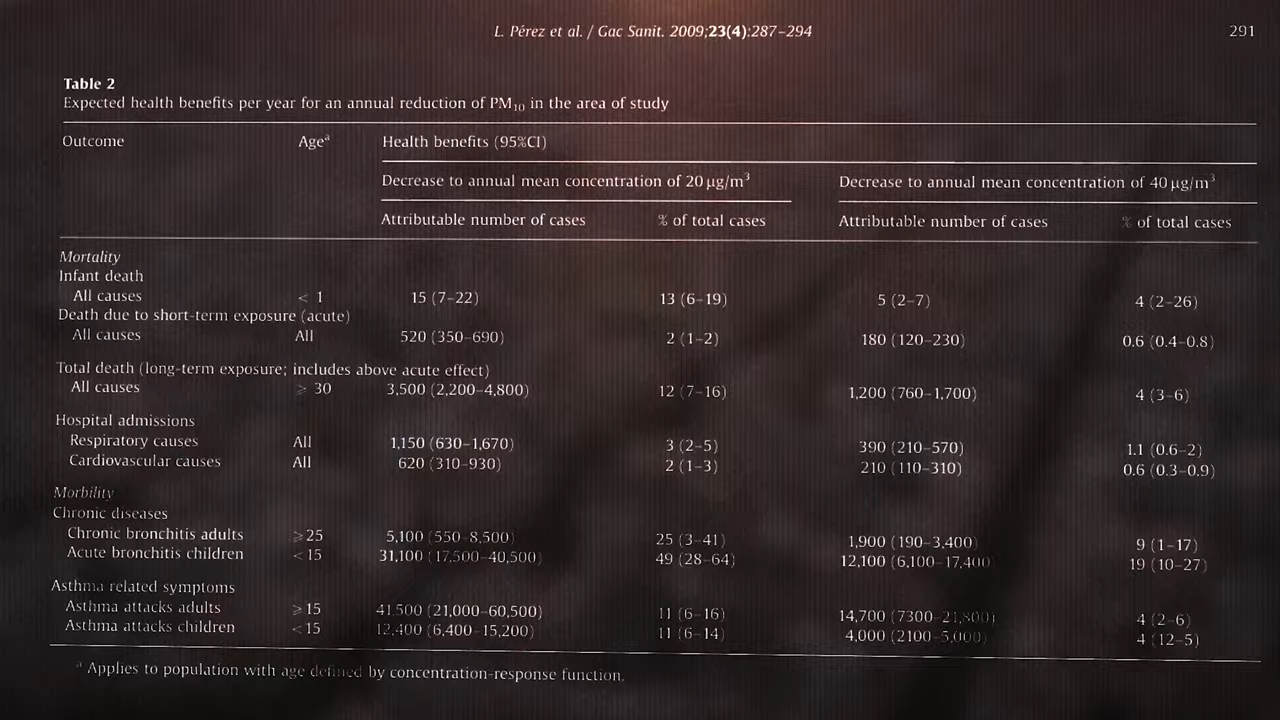 L. Pérez et al. / Gac Sanit. 2009;23(4):287–294 291
Table 2
Expected health benefits per year for an annual reduction of PM10 in the area of study
Outcome Ageª Health benefits (95%CI)
Decrease to annual mean concentration of 20 µg/m³ Decrease to annual mean concentration of 40 µg/m³
Attributable number of cases % of total cases Attributable number of cases % of total cases
Mortality
Infant death
All causes < 1 15 (7–22) 13 (6–19) 5 (2–7) 4 (2–26)
Death due to short-term exposure (acute)
All causes All 520 (350–690) 2 (1–2) 180 (120–230) 0.6 (0.4–0.8)
Total death (long-term exposure; includes above acute effect)
All causes ≥ 30 3,500 (2,200–4,800) 12 (7–16) 1,200 (760–1,700) 4 (3–6)
Hospital admissions
Respiratory causes All 1,150 (630–1,670) 3 (2–5) 390 (210–570) 1.1 (0.6–2)
Cardiovascular causes All 620 (310–930) 2 (1–3) 210 (110–310) 0.6 (0.3–0.9)
Morbility
Chronic diseases
Chronic bronchitis adults ≥25 5,100 (550–8,500) 25 (3–41) 1,900 (190–3,400) 9 (1–17)
Acute bronchitis children <15 31,100 (17,500–40,500) 49 (28–64) 12,100 (6,100–17,400) 19 (10–27)
Asthma related symptoms
Asthma attacks adults ≥15 41,500 (21,000–60,500) 11 (6–16) 14,700 (7300–21,800) 4 (2–6)
Asthma attacks children <15 12,400 (6,400–15,200) 11 (6–14) 4,000 (2100–5,000) 4 (12–5)
ª Applies to population with age defined by concentration-response function.